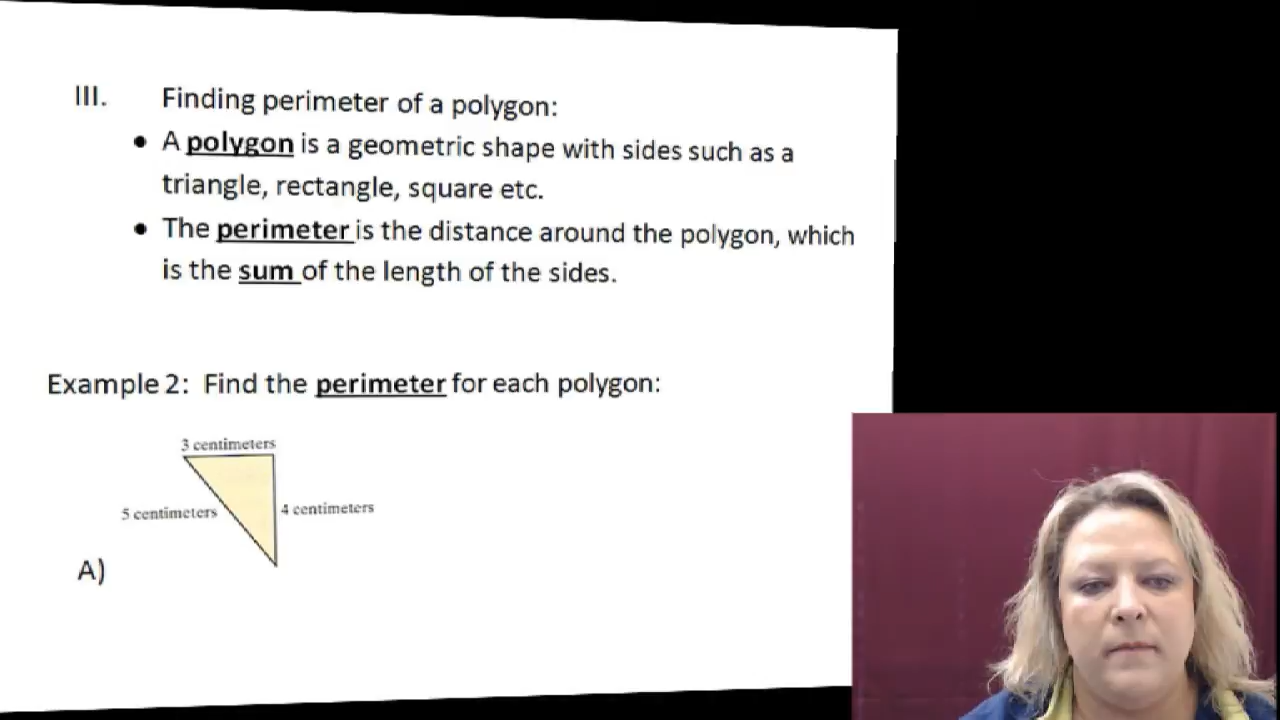 III. Finding perimeter of a polygon:
• A polygon is a geometric shape with sides such as a
triangle, rectangle, square etc.
• The perimeter is the distance around the polygon, which
is the sum of the length of the sides.
Example 2: Find the perimeter for each polygon:
3 centimeters
5 centimeters
4 centimeters
A)